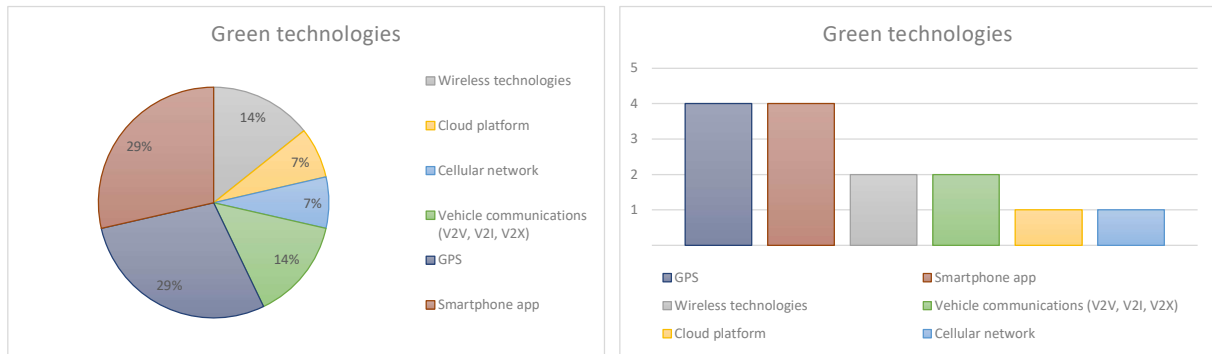 Green technologies
14%
7%
7%
14%
29%
29%
Wireless technologies
Cloud platform
Cellular network
Vehicle communications
(V2V, V2I, V2X)
GPS
Smartphone app
Green technologies
5
4
3
2
1
GPS
Smartphone app
Wireless technologies
Vehicle communications (V2V, V2I, V2X)
Cloud platform
Cellular network